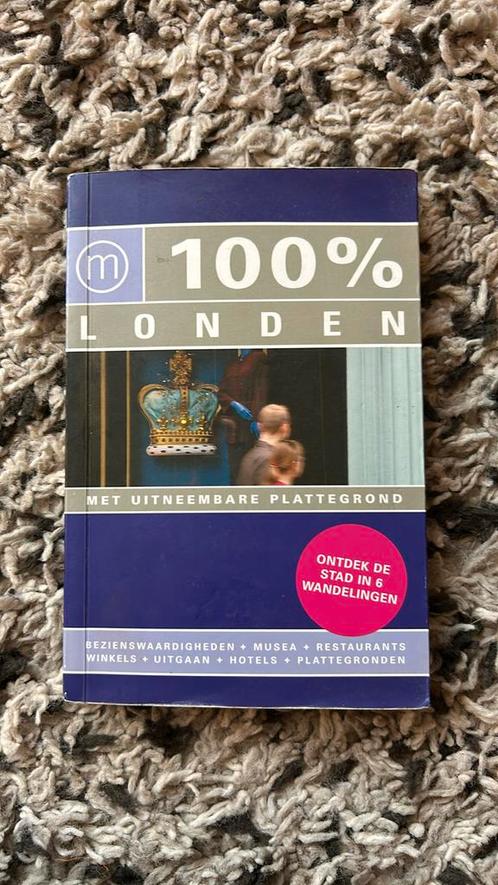 m
100%
LONDEN
MET UITNEEMBARE PLATTEGROND
ONTDEK DE
STAD IN 6
WANDELINGEN
BEZIENSWAARDIGHEDEN + MUSEA + RESTAURANTS
WINKELS + UITGAAN + HOTELS + PLATTEGRONDEN